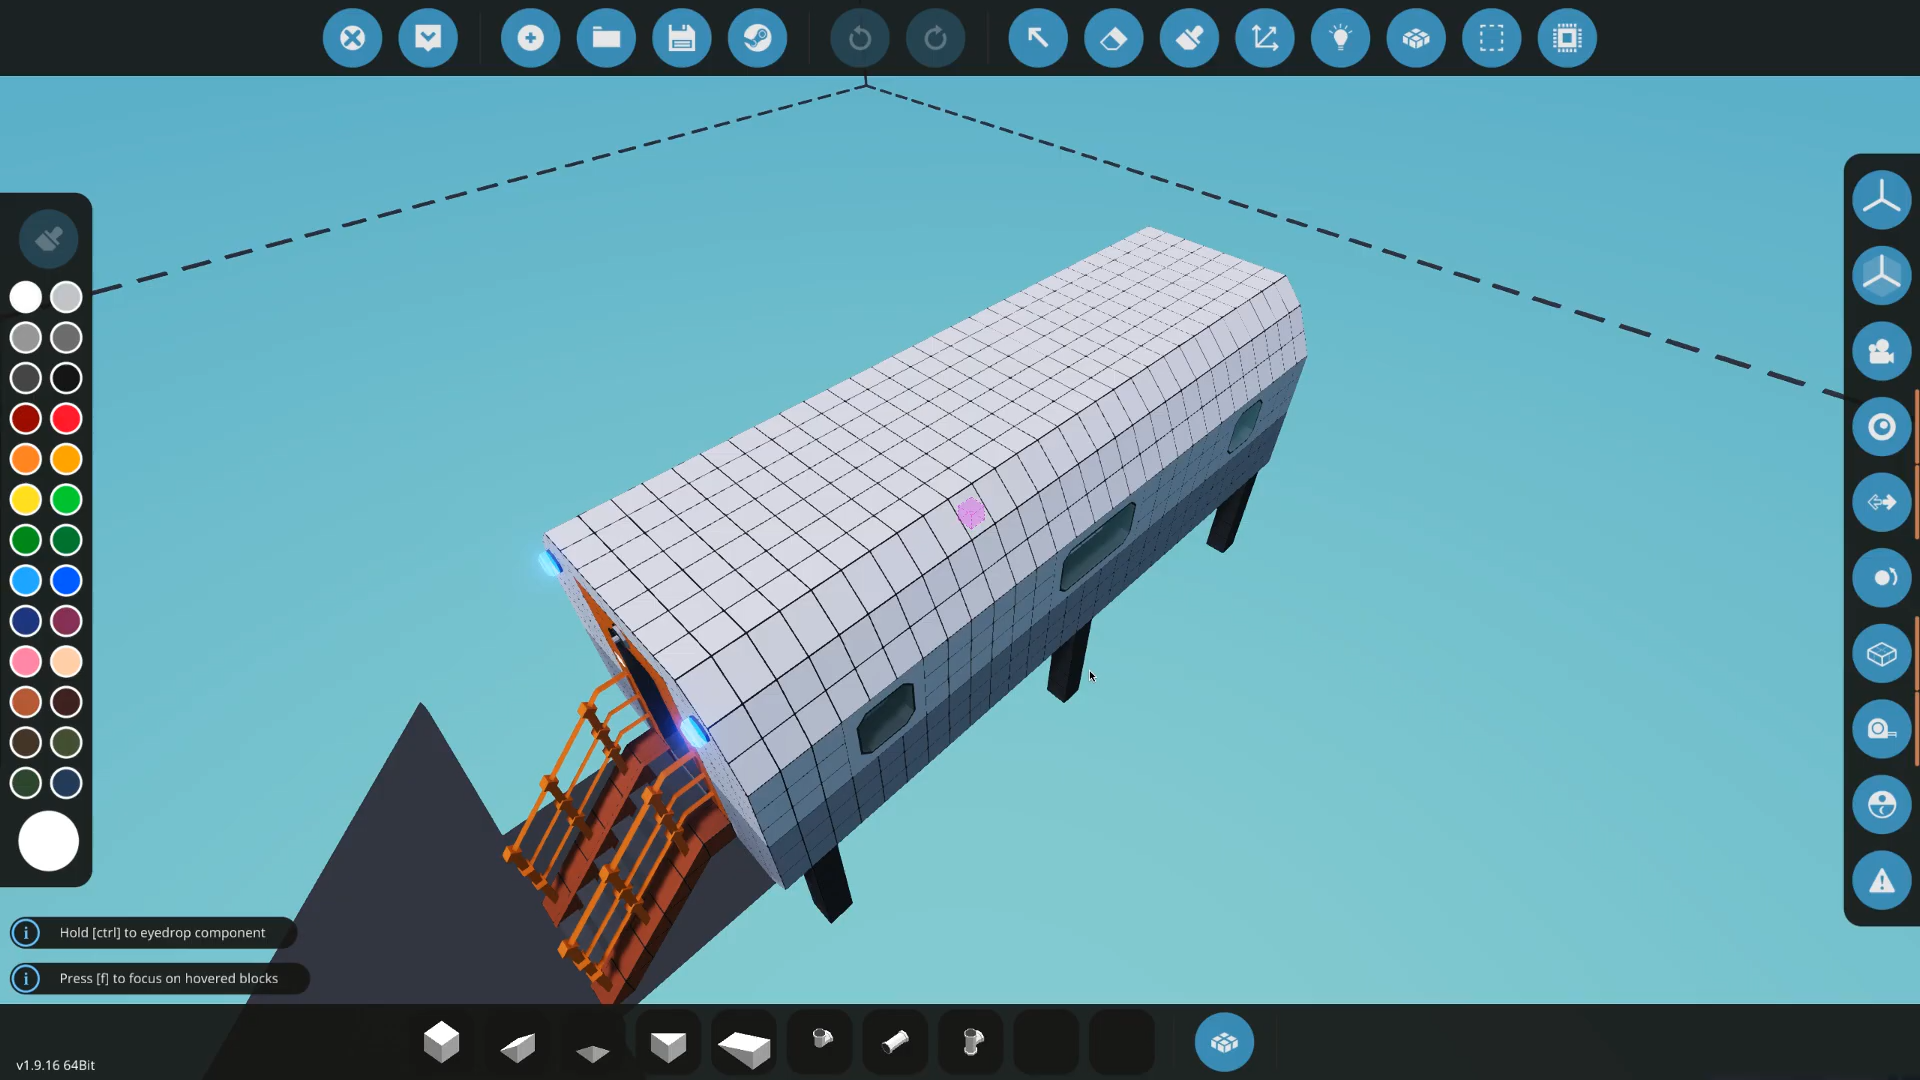 Hold [ctrl] to eyedrop component
Press [f] to focus on hovered blocks
v1.9.16 64Bit